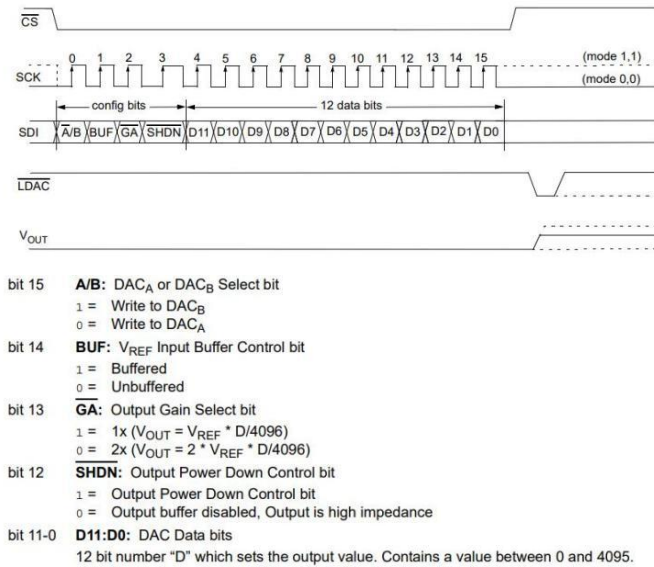 CS
0 1 2 3 4 5 6 7 8 9 10 11 12 13 14 15 (mode 1,1)
SCK (mode 0,0)
config bits 12 data bits
SDI A/B BUF GA SHDN D11 D10 D9 D8 D7 D6 D5 D4 D3 D2 D1 D0
LDAC
VOUT
bit 15 A/B: DACA or DACB Select bit
1 = Write to DACB
0 = Write to DACA
bit 14 BUF: VREF Input Buffer Control bit
1 = Buffered
0 = Unbuffered
bit 13 GA: Output Gain Select bit
1 = 1x (VOUT = VREF * D/4096)
0 = 2x (VOUT = 2 * VREF * D/4096)
bit 12 SHDN: Output Power Down Control bit
1 = Output Power Down Control bit
0 = Output buffer disabled, Output is high impedance
bit 11-0 D11:D0: DAC Data bits
12 bit number “D” which sets the output value. Contains a value between 0 and 4095.